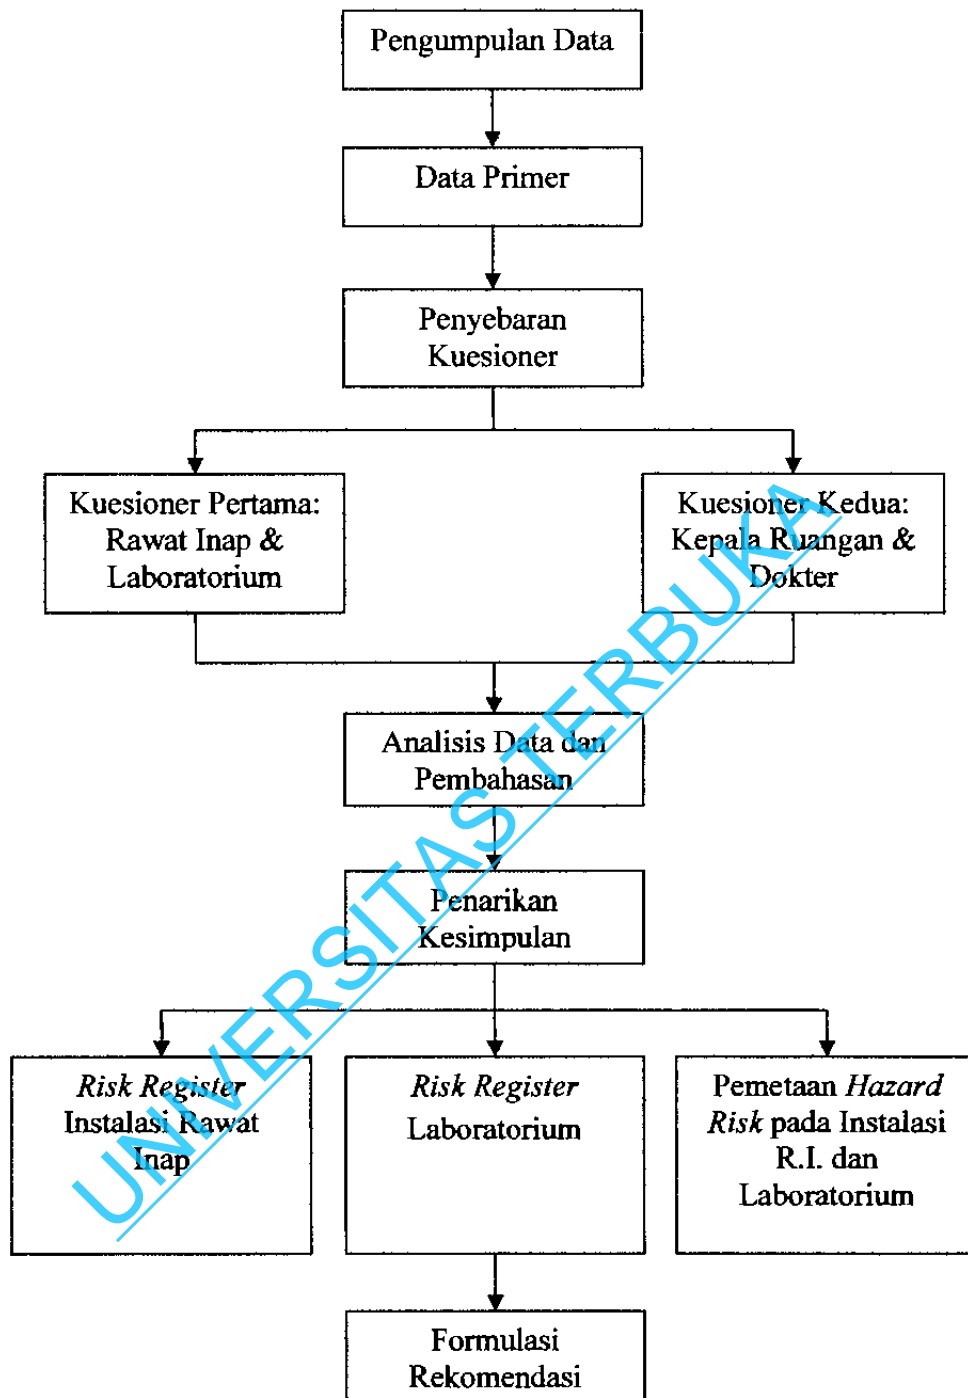 Pengumpulan Data
Data Primer
Penyebaran
Kuesioner
Kuesioner Pertama:
Rawat Inap &
Laboratorium
Kuesioner Kedua:
Kepala Ruangan &
Dokter
Analisis Data dan
Pembahasan
Penarikan
Kesimpulan
Risk Register
Instalasi Rawat
Inap
Risk Register
Laboratorium
Pemetaan Hazard
Risk pada Instalasi
R.I. dan
Laboratorium
Formulasi
Rekomendasi
UNIVERSITAS TERBUKA